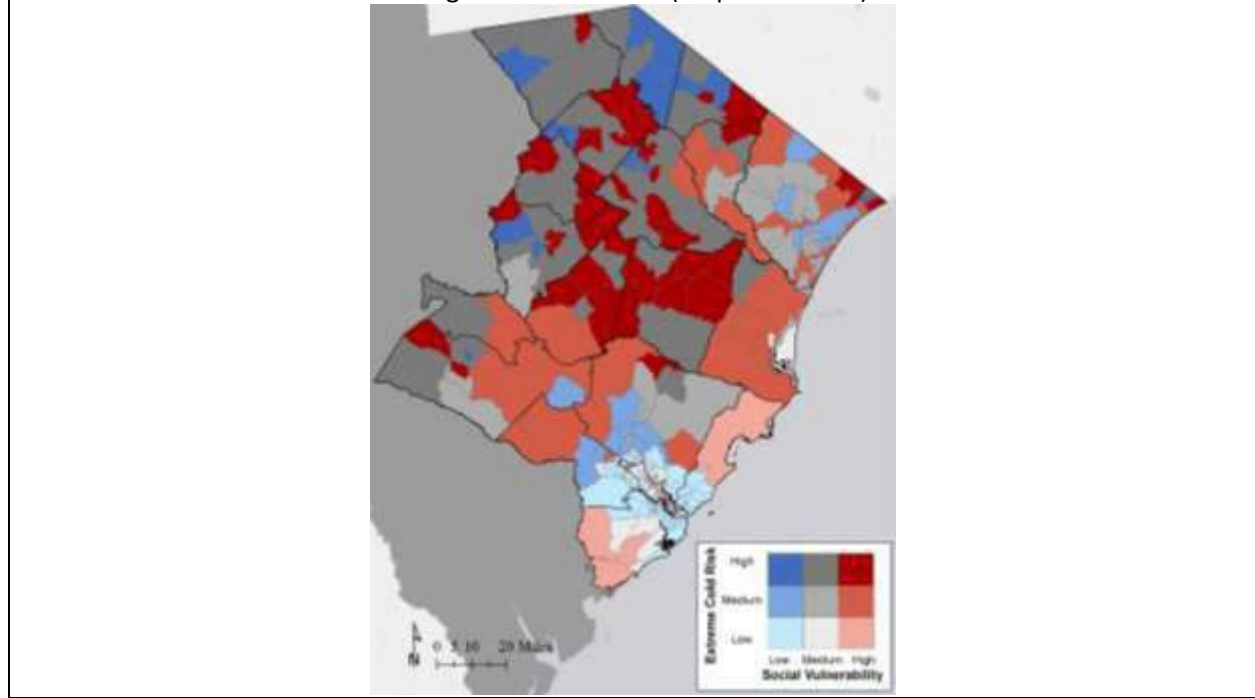 High
Medium
Low
Extreme Cold Risk
Low Medium High
Social Vulnerability
N
0 5 10 20 Miles